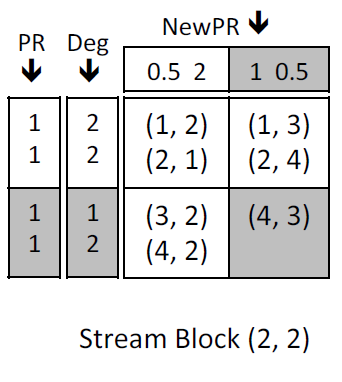 NewPR 🡫
PR Deg
🡫 🡫
0.5 2 1 0.5
1 2 (1, 2) (1, 3)
1 2 (2, 1) (2, 4)
1 1 (3, 2) (4, 3)
1 2 (4, 2)
Stream Block (2, 2)